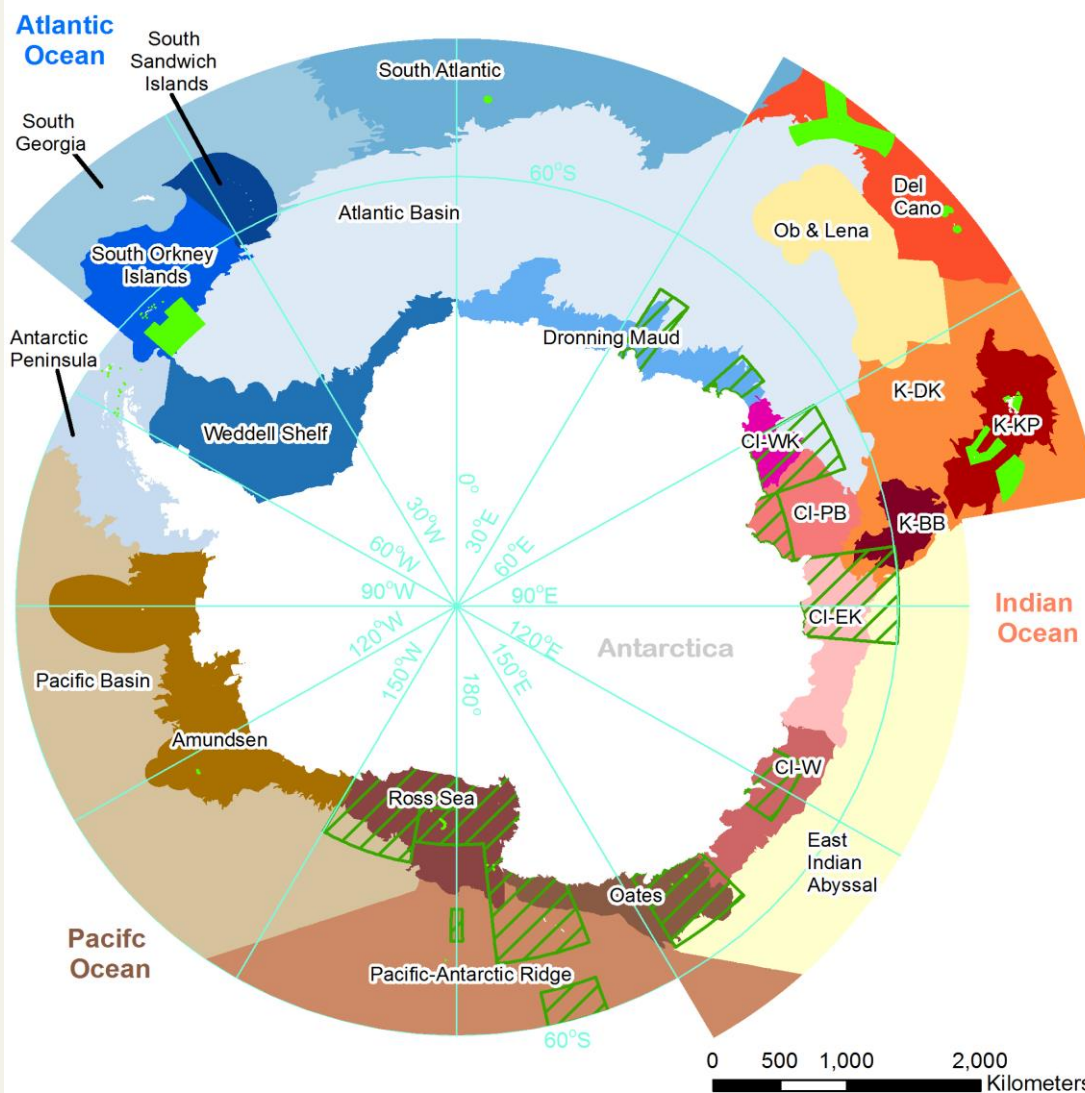 Atlantic
Ocean
South
Sandwich
Islands
South Atlantic
South
Georgia
60°S
Del
Cano
Atlantic Basin
Ob & Lena
South Orkney
Islands
Antarctic
Peninsula
Dronning Maud
K-DK
K-KP
Weddell Shelf
CI-WK
0°
30°W
30°E
CI-PB
K-BB
60°W
60°E
90°W
90°E
CI-EK
Indian
Ocean
120°W
120°E
Antarctica
150°W
150°E
180°
Pacific Basin
Amundsen
CI-W
Ross Sea
East
Indian
Abyssal
Oates
Pacifc
Ocean
Pacific-Antarctic Ridge
60°S
0 500 1,000 2,000
Kilometers